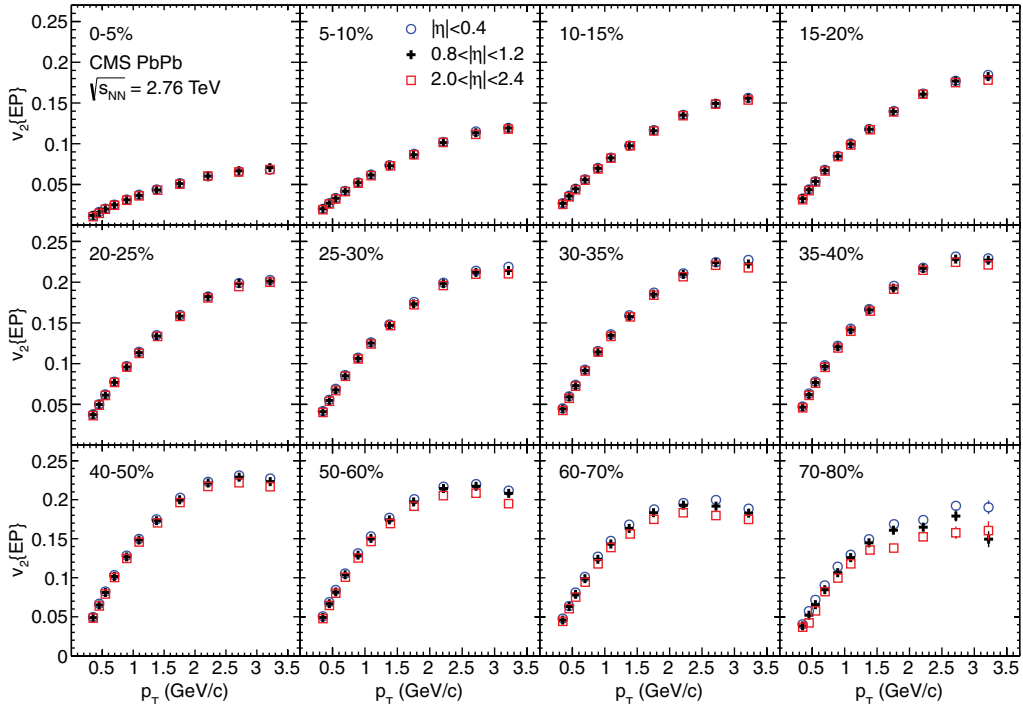 0-5%
CMS PbPb
√s_NN = 2.76 TeV
5-10%
|η|<0.4
0.8<|η|<1.2
2.0<|η|<2.4
10-15%
15-20%
v₂{EP}
0.25
0.2
0.15
0.1
0.05
20-25%
25-30%
30-35%
35-40%
v₂{EP}
0.25
0.2
0.15
0.1
0.05
40-50%
50-60%
60-70%
70-80%
v₂{EP}
0.25
0.2
0.15
0.1
0.05
0
0.5 1 1.5 2 2.5 3 3.5
0.5 1 1.5 2 2.5 3 3.5
0.5 1 1.5 2 2.5 3 3.5
0.5 1 1.5 2 2.5 3 3.5
p_T (GeV/c)
p_T (GeV/c)
p_T (GeV/c)
p_T (GeV/c)